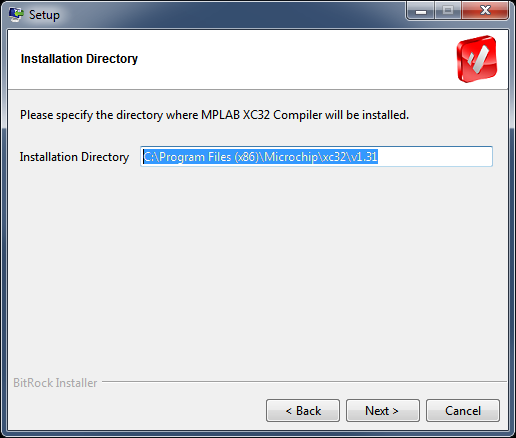 Setup
Installation Directory
Please specify the directory where MPLAB XC32 Compiler will be installed.
Installation Directory C:\Program Files (x86)\Microchip\xc32\v1.31
BitRock Installer
< Back Next > Cancel